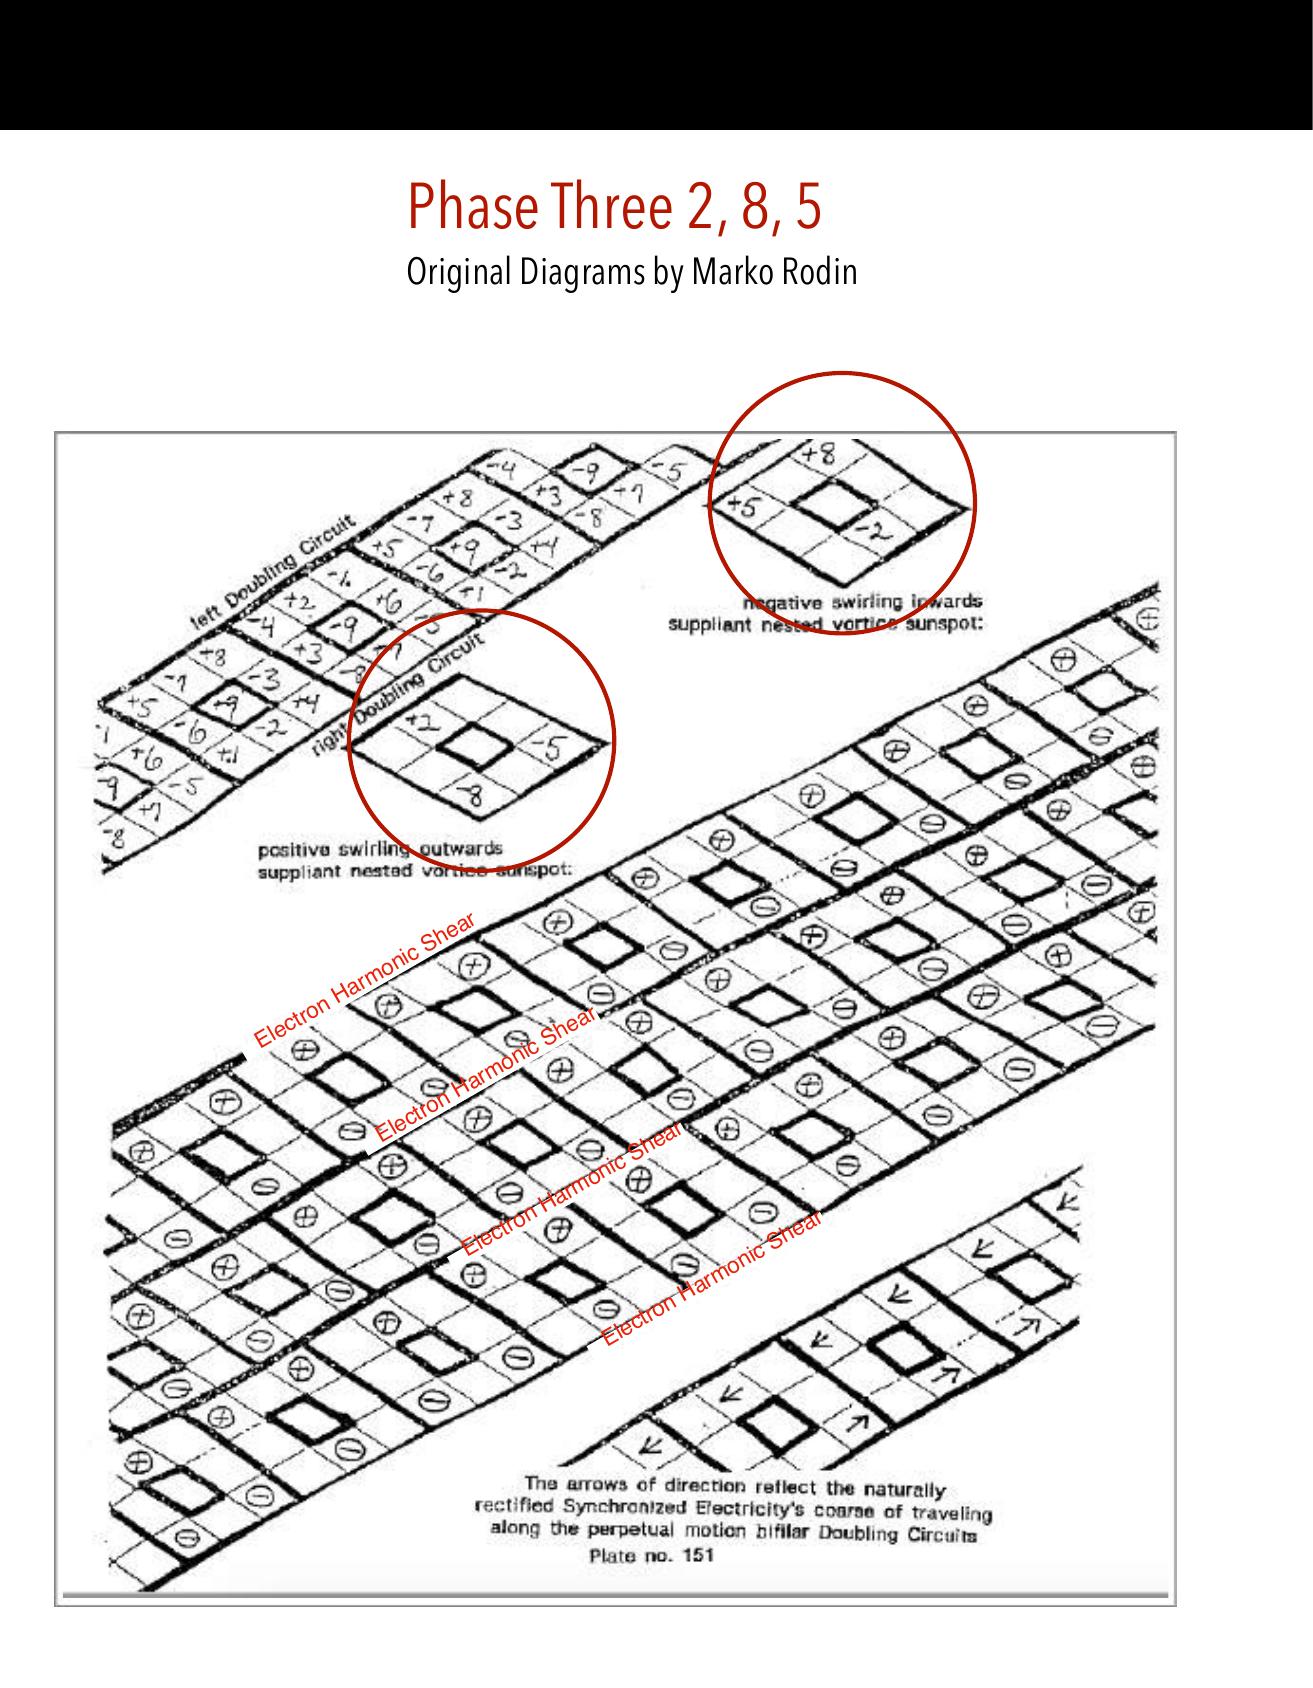 Phase Three 2, 8, 5
Original Diagrams by Marko Rodin
-4 -9 -5
+8 +3 +7
-7 -3 -8
+5 +9 +4
-6 -2
+1
left Doubling Circuit
+2 +6
-4 -9 -5
+3 +7
+8 -8
-7 -3
+5 +9 +4
-6 -2
-1 +6 +1
-9 -5
+7
-8
+8
+5
-2
negative swirling inwards
suppliant nested vortice sunspot:
right Doubling Circuit
+2
-5
-8
positive swirling outwards
suppliant nested vortice sunspot:
Electron Harmonic Shear
Electron Harmonic Shear
Electron Harmonic Shear
Electron Harmonic Shear
The arrows of direction reflect the naturally
rectified Synchronized Electricity's coarse of traveling
along the perpetual motion bifilar Doubling Circuits
Plate no. 151